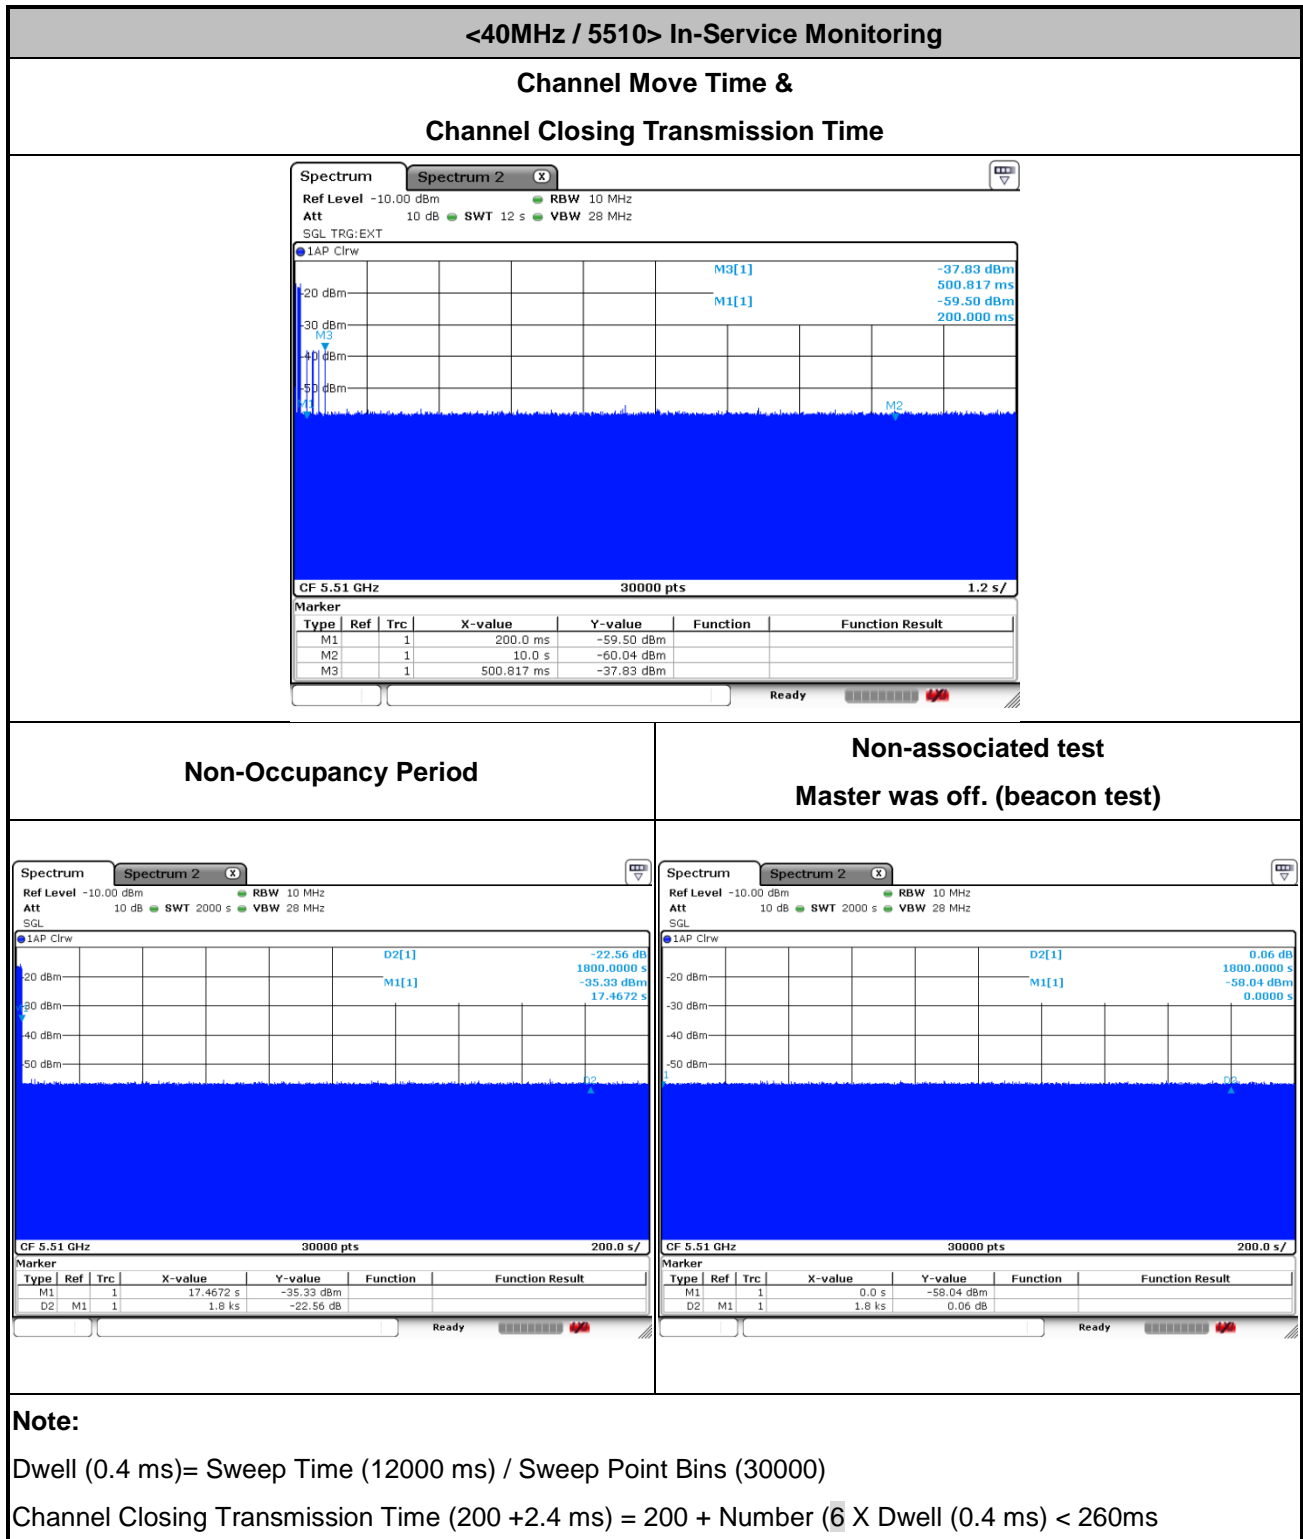 <40MHz / 5510> In-Service Monitoring
Channel Move Time &
Channel Closing Transmission Time
Spectrum Spectrum 2 X
Ref Level -10.00 dBm RBW 10 MHz
Att 10 dB SWT 12 s VBW 28 MHz
SGL TRG:EXT
1AP Clrw
M3[1] -37.83 dBm
500.817 ms
-20 dBm M1[1] -59.50 dBm
200.000 ms
-30 dBm
M3
-40 dBm
-50 dBm
M1 M2
CF 5.51 GHz 30000 pts 1.2 s/
Marker
Type Ref Trc X-value Y-value Function Function Result
M1 1 200.0 ms -59.50 dBm
M2 1 10.0 s -60.04 dBm
M3 1 500.817 ms -37.83 dBm
Ready
Non-Occupancy Period
Non-associated test
Master was off. (beacon test)
Spectrum Spectrum 2 X
Ref Level -10.00 dBm RBW 10 MHz
Att 10 dB SWT 2000 s VBW 28 MHz
SGL
1AP Clrw
D2[1] -22.56 dB
1800.0000 s
-20 dBm M1[1] -35.33 dBm
17.4672 s
-30 dBm
-40 dBm
-50 dBm
D2
CF 5.51 GHz 30000 pts 200.0 s/
Marker
Type Ref Trc X-value Y-value Function Function Result
M1 1 17.4672 s -35.33 dBm
D2 M1 1 1.8 ks -22.56 dB
Ready
Spectrum Spectrum 2 X
Ref Level -10.00 dBm RBW 10 MHz
Att 10 dB SWT 2000 s VBW 28 MHz
SGL
1AP Clrw
D2[1] 0.06 dB
1800.0000 s
-20 dBm M1[1] -58.04 dBm
0.0000 s
-30 dBm
-40 dBm
-50 dBm
D2
CF 5.51 GHz 30000 pts 200.0 s/
Marker
Type Ref Trc X-value Y-value Function Function Result
M1 1 0.0 s -58.04 dBm
D2 M1 1 1.8 ks 0.06 dB
Ready
Note:
Dwell (0.4 ms)= Sweep Time (12000 ms) / Sweep Point Bins (30000)
Channel Closing Transmission Time (200 +2.4 ms) = 200 + Number (6 X Dwell (0.4 ms) < 260ms